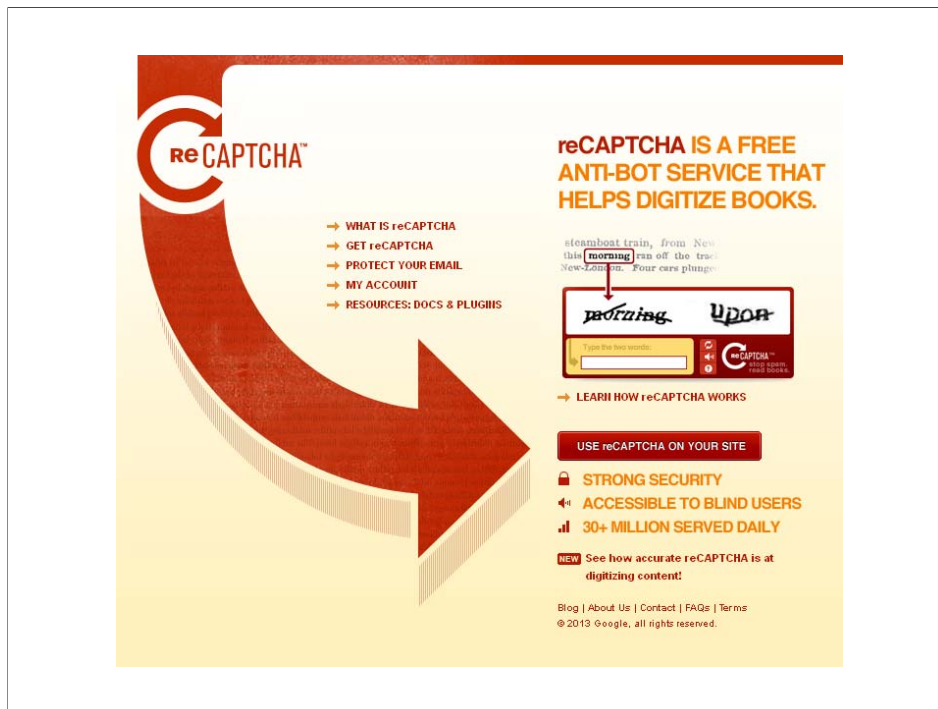 ReCAPTCHA™
WHAT IS reCAPTCHA
GET reCAPTCHA
PROTECT YOUR EMAIL
MY ACCOUNT
RESOURCES: DOCS & PLUGINS
reCAPTCHA IS A FREE
ANTI-BOT SERVICE THAT
HELPS DIGITIZE BOOKS.
steamboat train, from New
this morning ran off the trac
New-London. Four cars plunge
morning upon
Type the two words:
ReCAPTCHA™
stop spam.
read books.
LEARN HOW reCAPTCHA WORKS
USE reCAPTCHA ON YOUR SITE
STRONG SECURITY
ACCESSIBLE TO BLIND USERS
30+ MILLION SERVED DAILY
NEW See how accurate reCAPTCHA is at
digitizing content!
Blog | About Us | Contact | FAQs | Terms
© 2013 Google, all rights reserved.